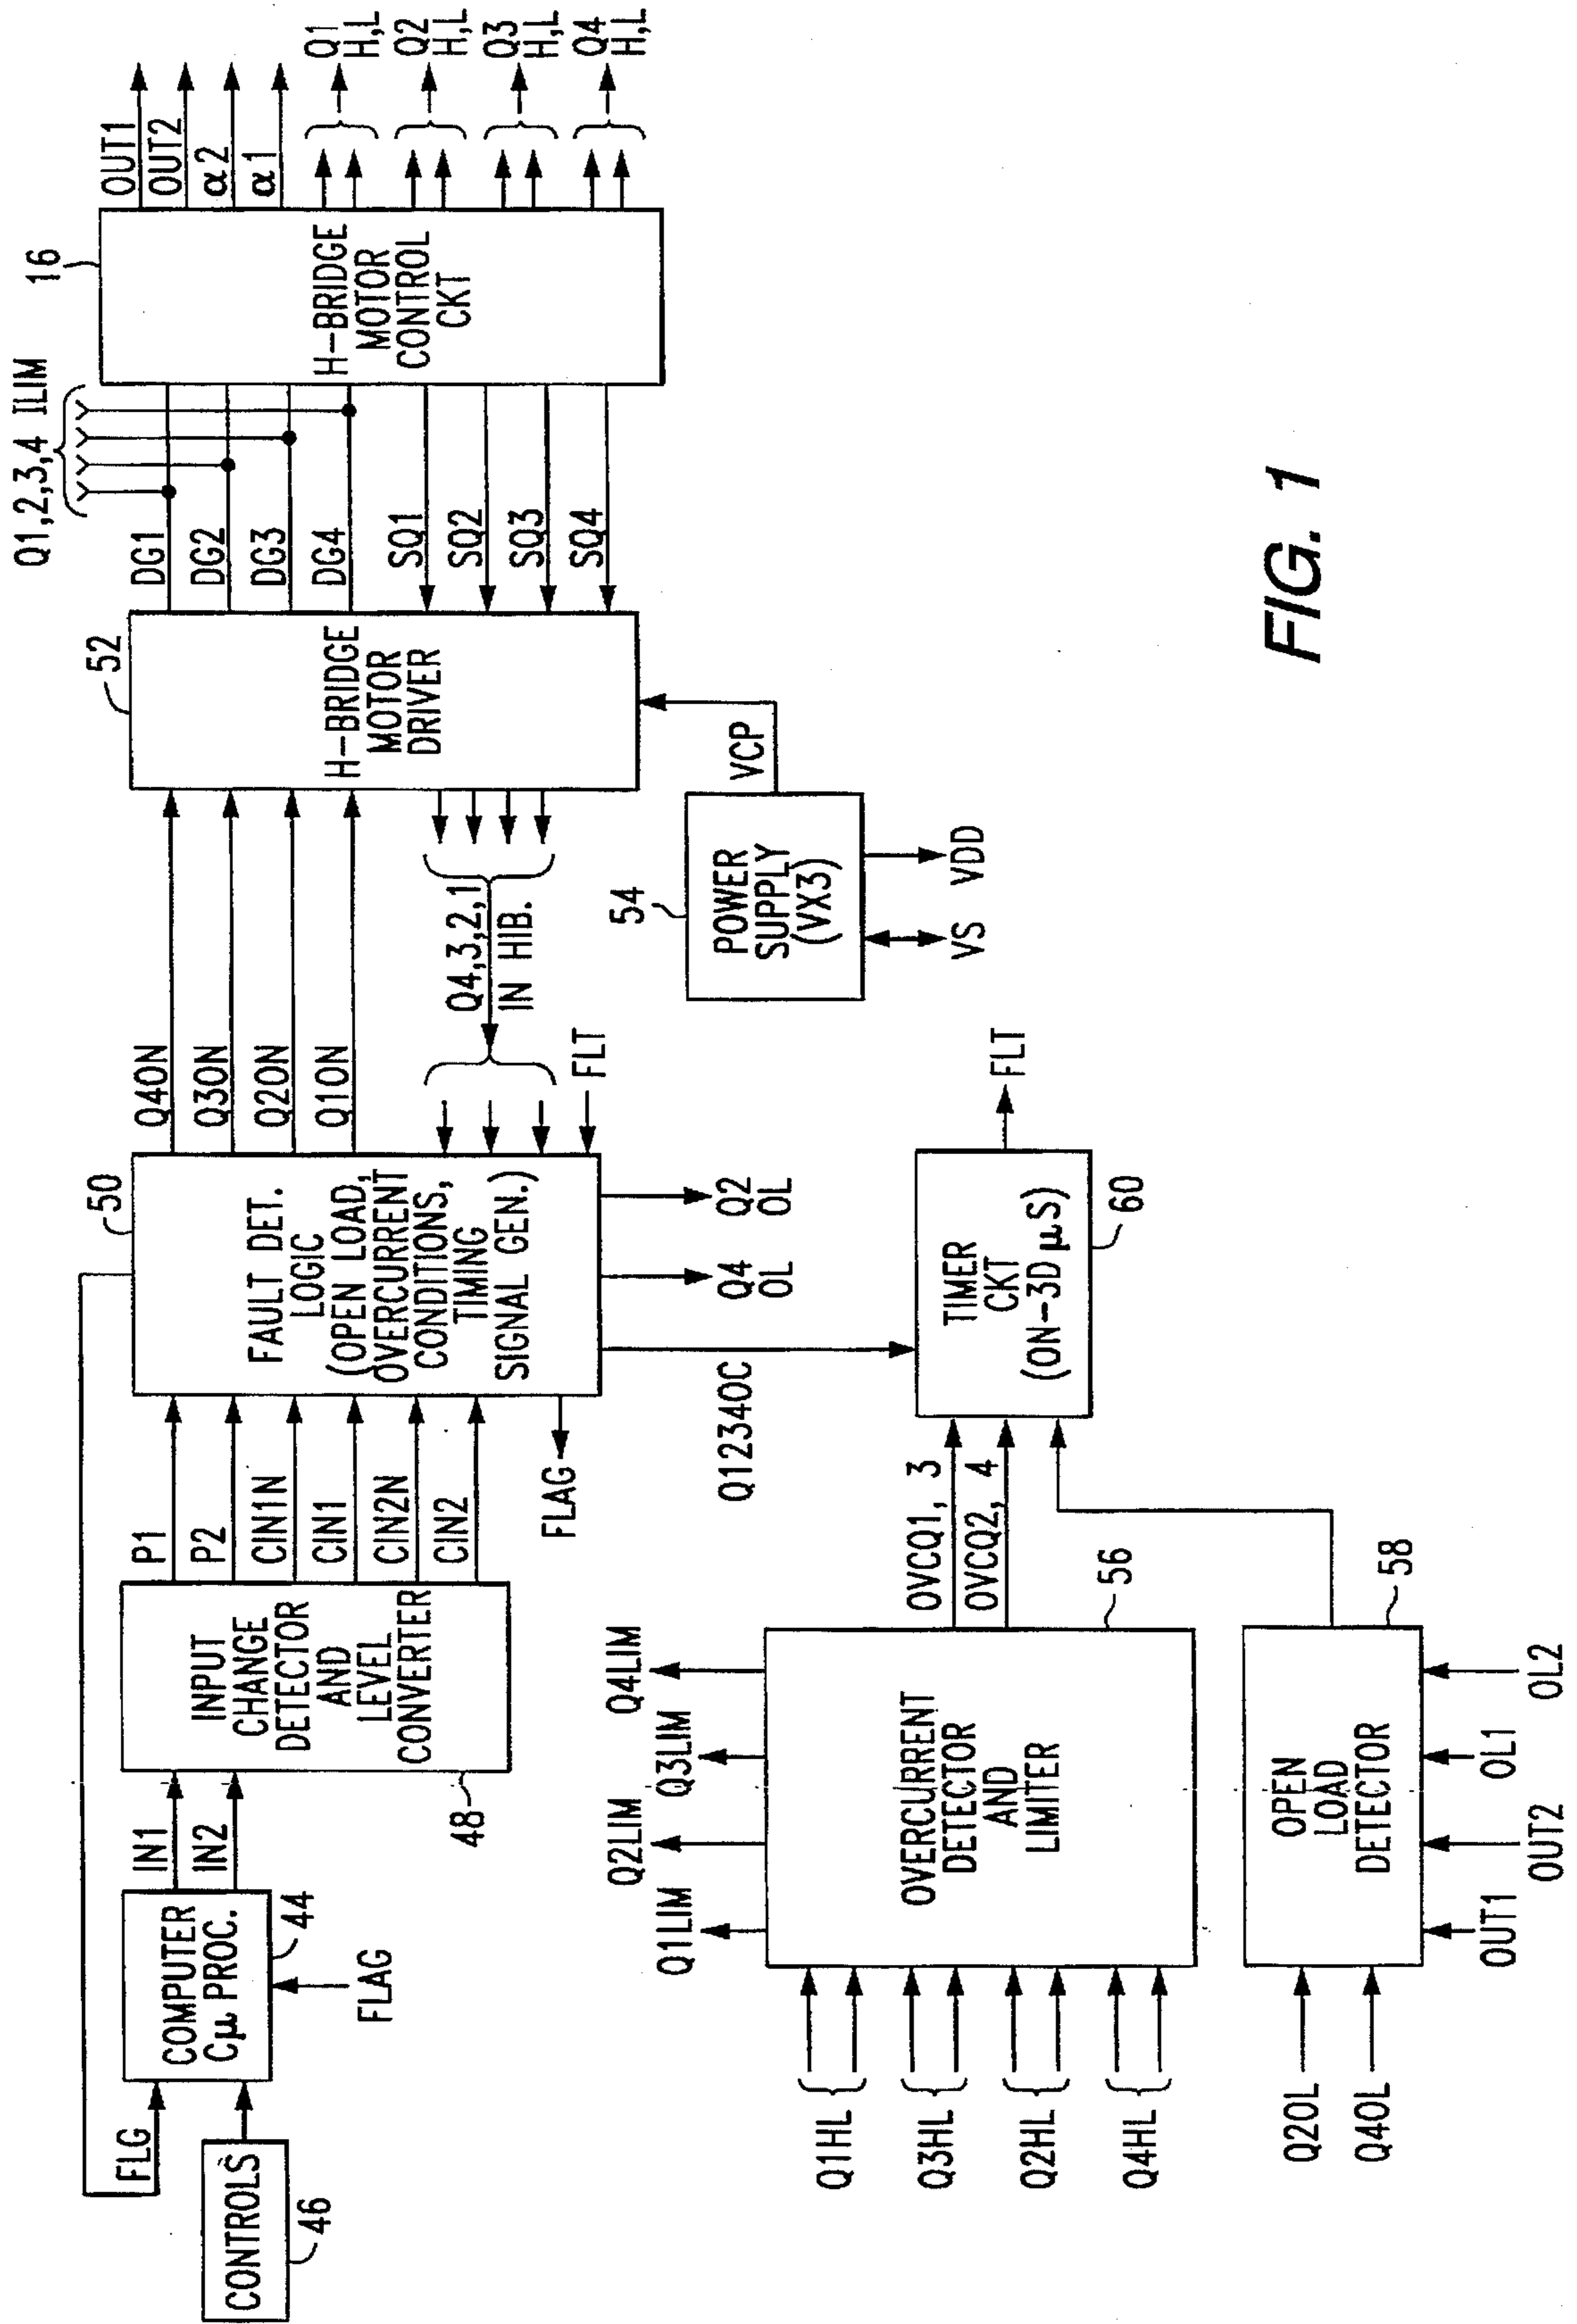 FLG
CONTROLS
46
COMPUTER
Cμ PROC.
44
FLAG
IN1
IN2
INPUT
CHANGE
DETECTOR
AND
LEVEL
CONVERTER
48
P1
P2
CIN1N
CIN1
CIN2N
CIN2
FLAG
50
FAULT DET.
LOGIC
(OPEN LOAD,
OVERCURRENT
CONDITIONS,
TIMING
SIGNAL GEN.)
Q4ON
Q3ON
Q2ON
Q1ON
Q4,3,2,1
IN HIB.
FLT
Q4
OL
Q2
OL
Q1234OC
52
H-BRIDGE
MOTOR
DRIVER
VCP
54
POWER
SUPPLY
(VX3)
VS
VDD
Q1,2,3,4 ILIM
DG1
DG2
DG3
DG4
SQ1
SQ2
SQ3
SQ4
16
H-BRIDGE
MOTOR
CONTROL
CKT
OUT1
OUT2
α2
α1
Q1
H,L
Q2
H,L
Q3
H,L
Q4
H,L
Q1LIM
Q2LIM
Q3LIM
Q4LIM
Q1HL
Q3HL
Q2HL
Q4HL
OVERCURRENT
DETECTOR
AND
LIMITER
56
OVCQ1, 3
OVCQ2, 4
TIMER
CKT
(ON-3D μS)
60
FLT
Q2OL
Q4OL
OPEN
LOAD
DETECTOR
58
OUT1
OUT2
OL1
OL2
FIG. 1